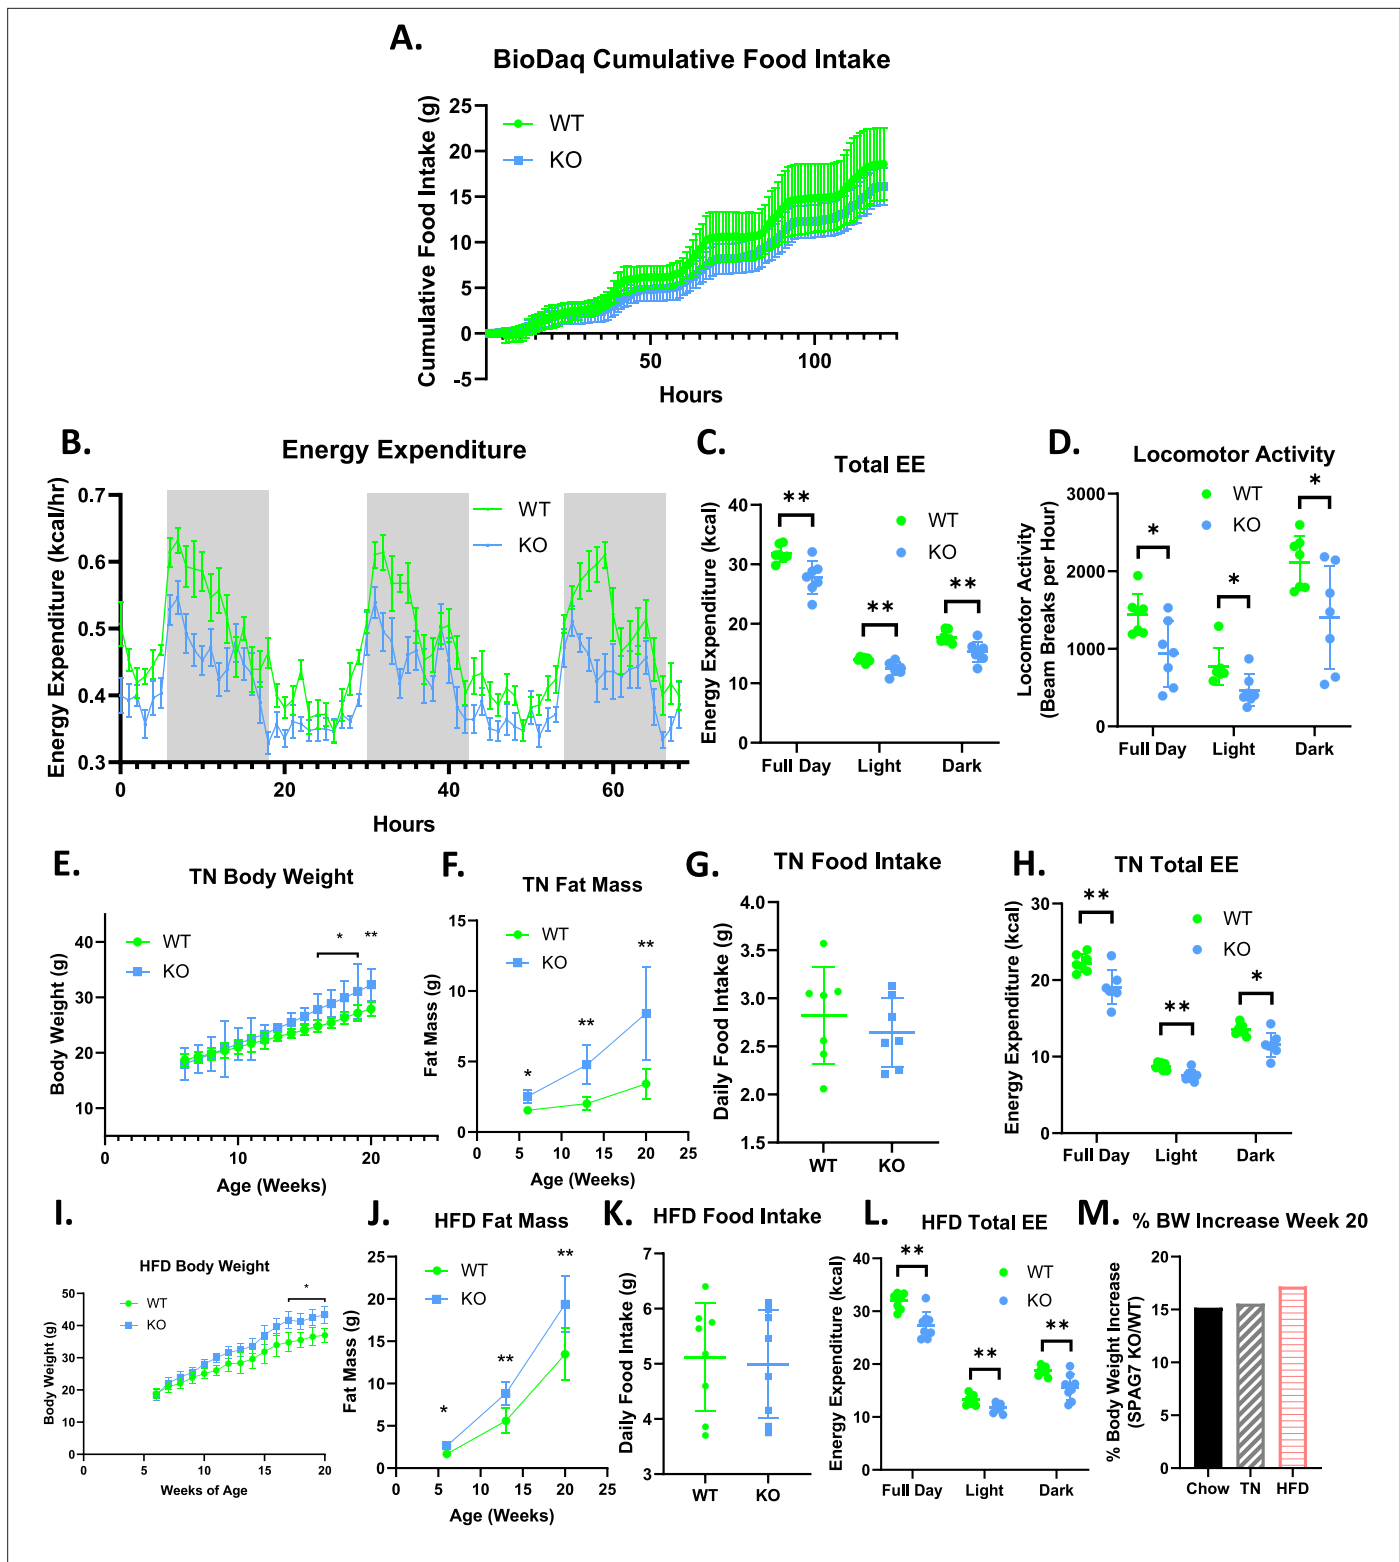 A.
BioDaq Cumulative Food Intake
Cumulative Food Intake (g)
25
20
15
10
5
0
-5
WT
KO
50
100
Hours
B.
Energy Expenditure
Energy Expenditure (kcal/hr)
0.7
0.6
0.5
0.4
0.3
WT
KO
0
20
40
60
Hours
C.
Total EE
Energy Expenditure (kcal)
40
30
20
10
0
WT
KO
**
**
**
Full Day
Light
Dark
D.
Locomotor Activity
Locomotor Activity
(Beam Breaks per Hour)
3000
2000
1000
0
WT
KO
*
*
*
Full Day
Light
Dark
E.
TN Body Weight
Body Weight (g)
40
30
20
10
WT
KO
*
**
0
10
20
Age (Weeks)
F.
TN Fat Mass
Fat Mass (g)
15
10
5
0
WT
KO
*
**
**
0
5
10
15
20
25
Age (Weeks)
G.
TN Food Intake
Daily Food Intake (g)
4.0
3.5
3.0
2.5
2.0
1.5
WT
KO
H.
TN Total EE
Energy Expenditure (kcal)
30
20
10
0
WT
KO
**
**
*
Full Day
Light
Dark
I.
HFD Body Weight
Body Weight (g)
50
40
30
20
10
0
WT
KO
*
0
5
10
15
20
Weeks of Age
J.
HFD Fat Mass
Fat Mass (g)
25
20
15
10
5
0
WT
KO
*
**
**
0
5
10
15
20
25
Age (Weeks)
K.
HFD Food Intake
Daily Food Intake (g)
7
6
5
4
3
WT
KO
L.
HFD Total EE
Energy Expenditure (kcal)
40
30
20
10
0
WT
KO
**
**
**
Full Day
Light
Dark
M.
% BW Increase Week 20
% Body Weight Increase
(SPAG7 KO/WT)
20
15
10
5
0
Chow
TN
HFD